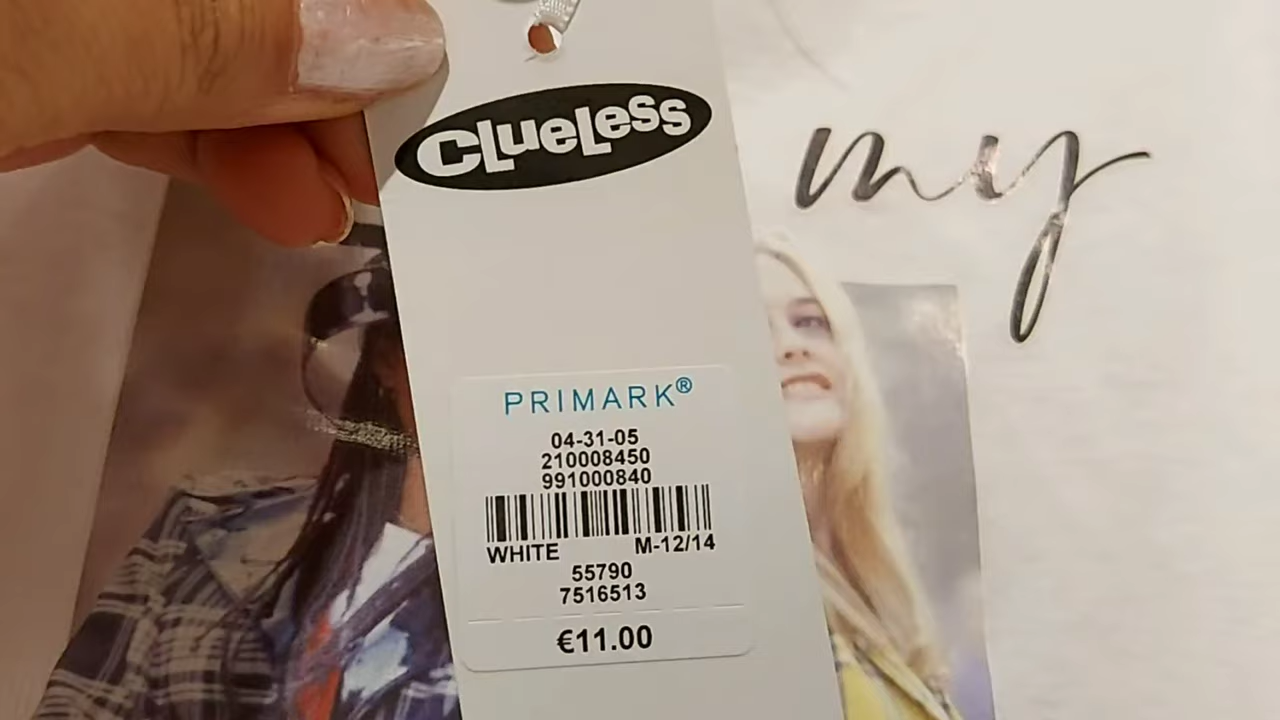 CLUELESS
my
PRIMARK®
04-31-05
210008450
991000840
WHITE M-12/14
55790
7516513
€11.00